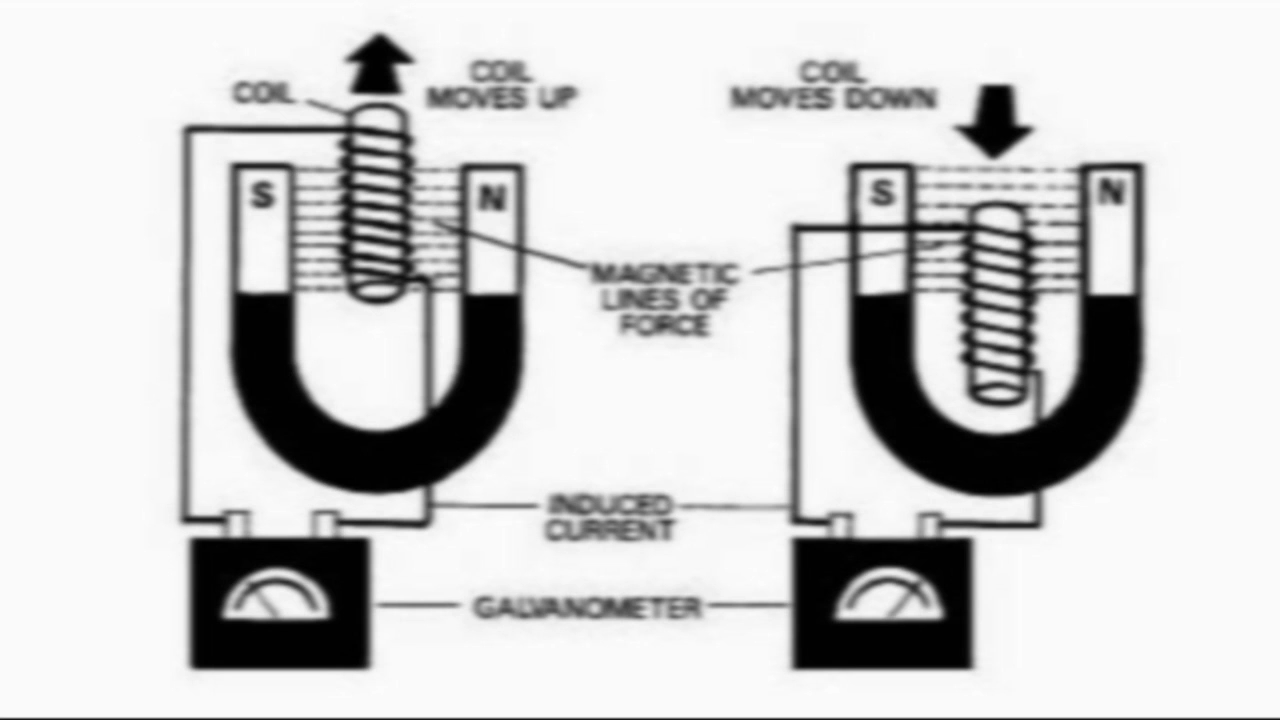 COIL
COIL
MOVES UP
COIL
MOVES DOWN
S
N
S
N
MAGNETIC
LINES OF
FORCE
INDUCED
CURRENT
GALVANOMETER